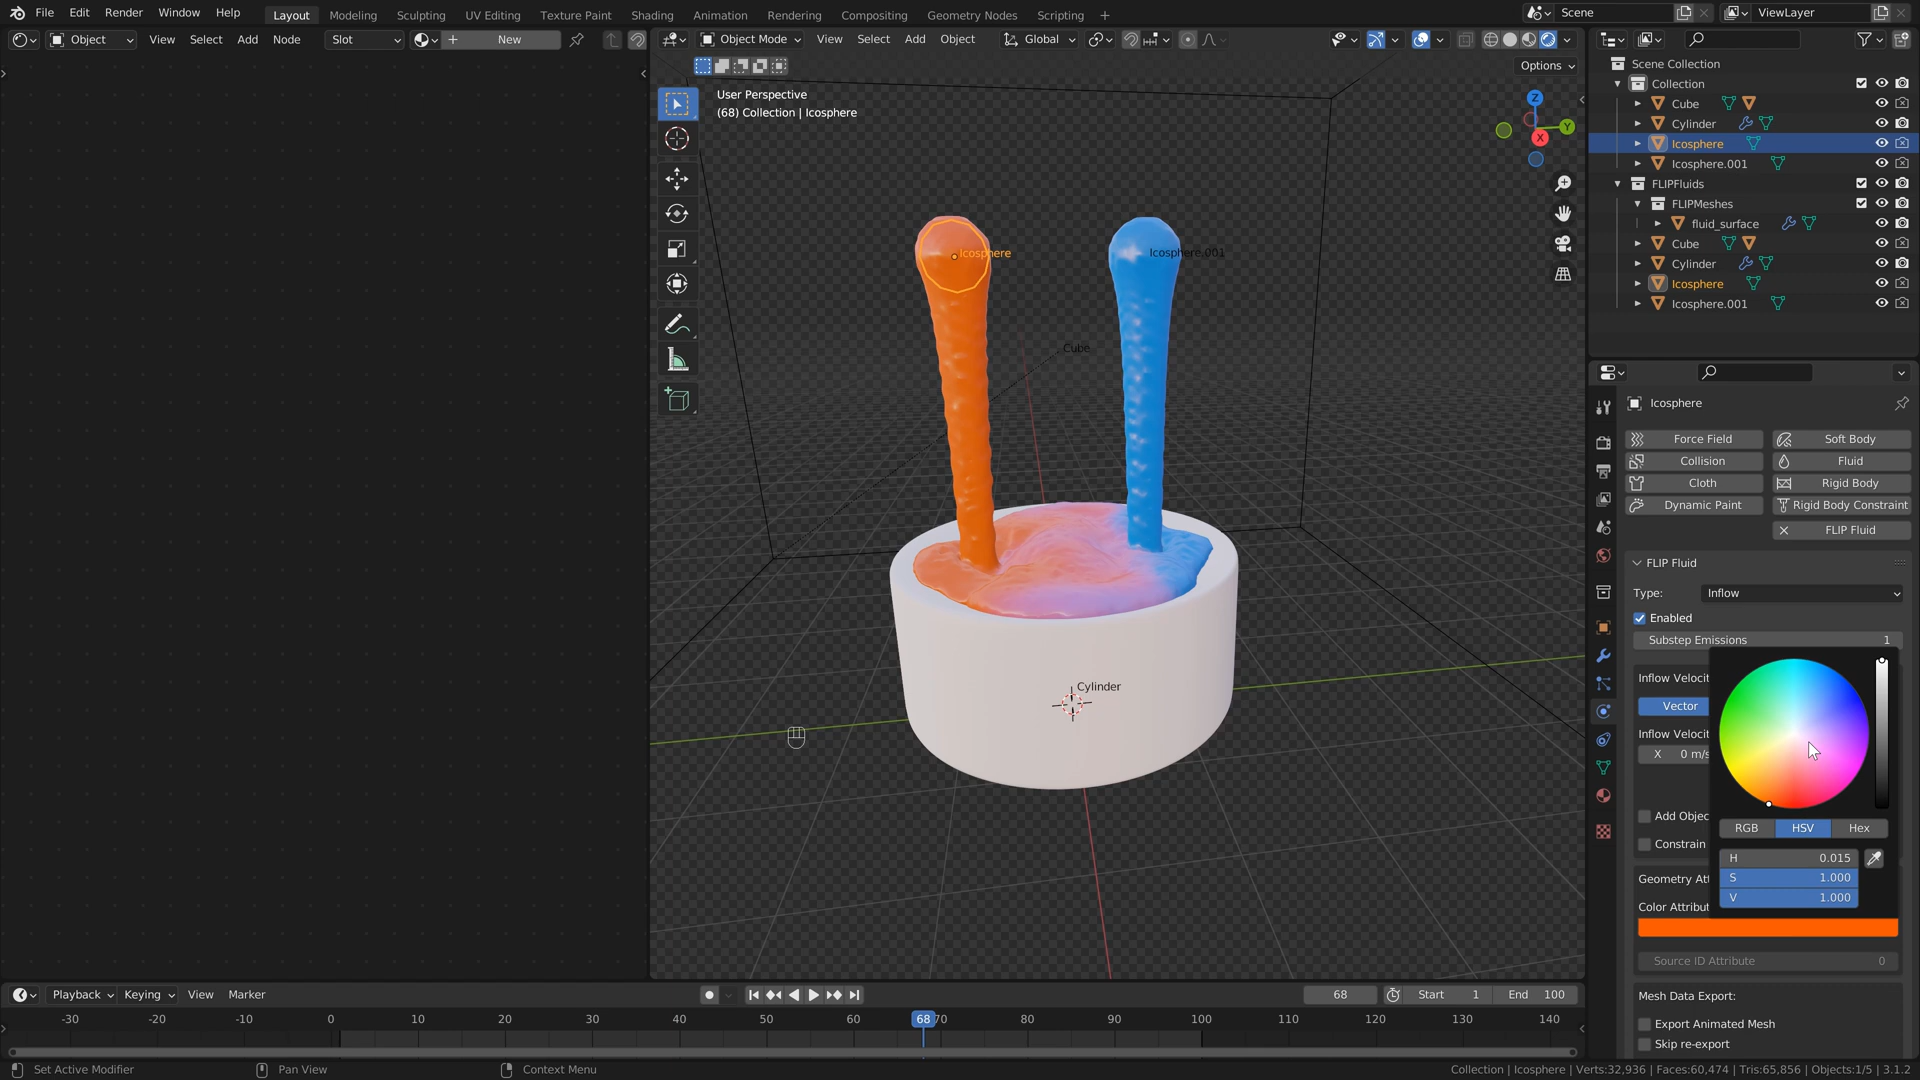 File Edit Render Window Help
Layout Modeling Sculpting UV Editing Texture Paint Shading Animation Rendering Compositing Geometry Nodes Scripting +
Scene
ViewLayer
Object View Select Add Node Slot New
Object Mode View Select Add Object Global
Options
User Perspective
(68) Collection | Icosphere
Z
Y
X
Icosphere
Icosphere.001
Cube
Cylinder
Scene Collection
Collection
Cube
Cylinder
Icosphere
Icosphere.001
FLIPFluids
FLIPMeshes
fluid_surface
Cube
Cylinder
Icosphere
Icosphere.001
Icosphere
Force Field Soft Body
Collision Fluid
Cloth Rigid Body
Dynamic Paint Rigid Body Constraint
FLIP Fluid
FLIP Fluid
Type: Inflow
Enabled
Substep Emissions 1
Inflow Velocit
Vector
Inflow Velocit
X 0 m/s
Add Objec
Constrain
RGB HSV Hex
H 0.015
S 1.000
V 1.000
Geometry Att
Color Attribut
Source ID Attribute 0
Mesh Data Export:
Export Animated Mesh
Skip re-export
Playback Keying View Marker
68 Start 1 End 100
-30 -20 -10 0 10 20 30 40 50 60 68 70 80 90 100 110 120 130 140
Set Active Modifier Pan View Context Menu
Collection | Icosphere | Verts:32,936 | Faces:60,474 | Tris:65,856 | Objects:1/5 | 3.1.2